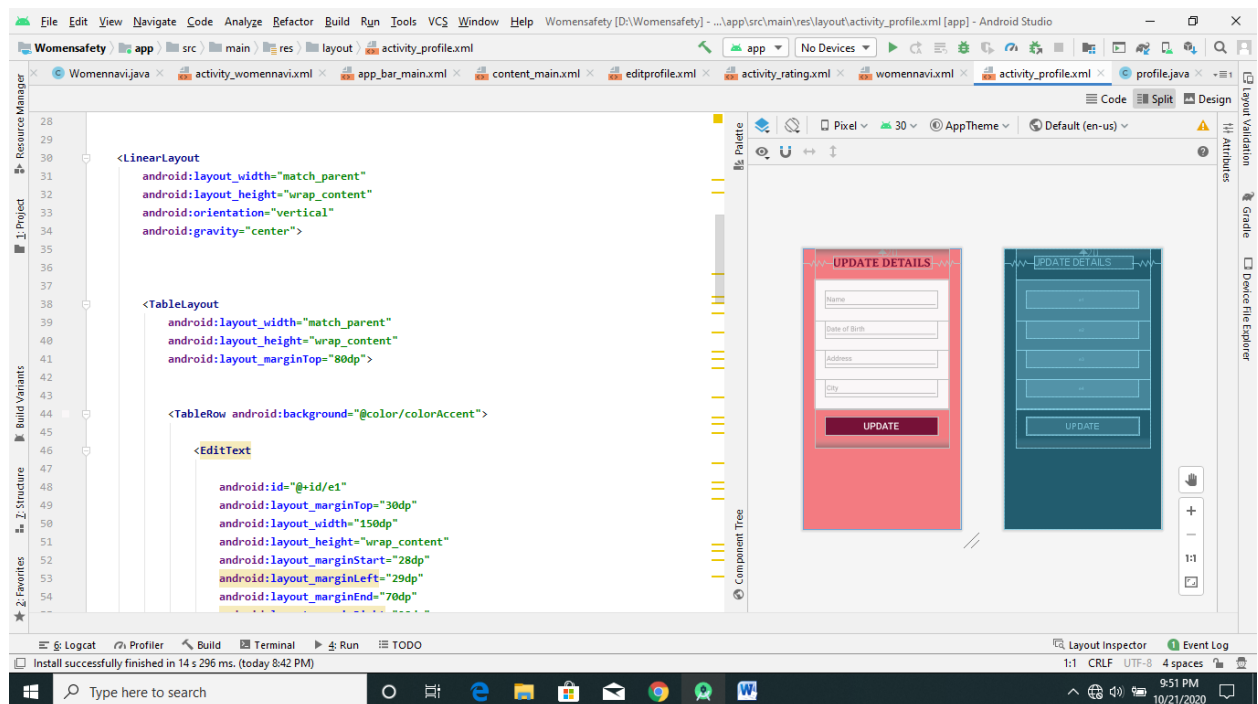 File Edit View Navigate Code Analyze Refactor Build Run Tools VCS Window Help Womensafety [D:\Womensafety] - ...\app\src\main\res\layout\activity_profile.xml [app] - Android Studio
Womensafety app src main res layout activity_profile.xml app No Devices
Womennavi.java activity_womennavi.xml app_bar_main.xml content_main.xml editprofile.xml activity_rating.xml womennavi.xml activity_profile.xml profile.java
Code Split Design
Pixel 30 AppTheme Default (en-us)
28
29
30 <LinearLayout
31 android:layout_width="match_parent"
32 android:layout_height="wrap_content"
33 android:orientation="vertical"
34 android:gravity="center">
35
36
37
38 <TableLayout
39 android:layout_width="match_parent"
40 android:layout_height="wrap_content"
41 android:layout_marginTop="80dp">
42
43
44 <TableRow android:background="@color/colorAccent">
45
46 <EditText
47
48 android:id="@+id/e1"
49 android:layout_marginTop="30dp"
50 android:layout_width="150dp"
51 android:layout_height="wrap_content"
52 android:layout_marginStart="28dp"
53 android:layout_marginLeft="29dp"
54 android:layout_marginEnd="70dp"
Resource Manager
1: Project
Build Variants
7: Structure
2: Favorites
Palette
Component Tree
UPDATE DETAILS
Name
Date of Birth
Address
City
UPDATE
UPDATE DETAILS
UPDATE
1:1
Attributes
Layout Validation
Gradle
Device File Explorer
6: Logcat Profiler Build Terminal 4: Run TODO Layout Inspector 1 Event Log
Install successfully finished in 14 s 296 ms. (today 8:42 PM) 1:1 CRLF UTF-8 4 spaces
Type here to search 9:51 PM
10/21/2020